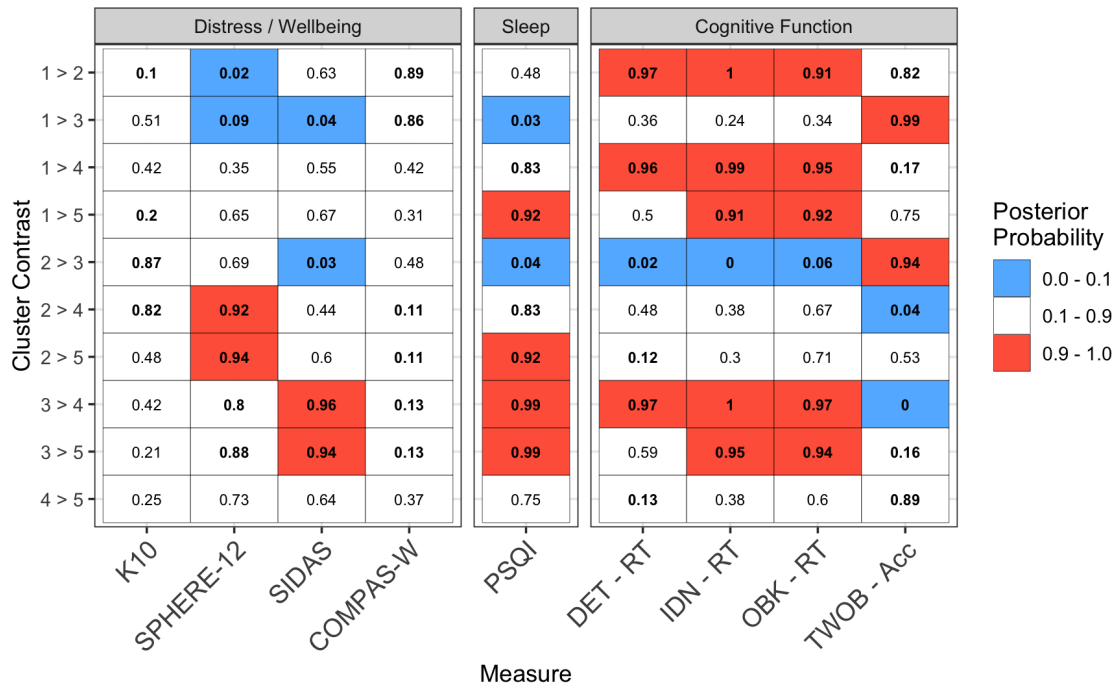 Distress / Wellbeing Sleep Cognitive Function
1 > 2 0.1 0.02 0.63 0.89 0.48 0.97 1 0.91 0.82
1 > 3 0.51 0.09 0.04 0.86 0.03 0.36 0.24 0.34 0.99
1 > 4 0.42 0.35 0.55 0.42 0.83 0.96 0.99 0.95 0.17
1 > 5 0.2 0.65 0.67 0.31 0.92 0.5 0.91 0.92 0.75
2 > 3 0.87 0.69 0.03 0.48 0.04 0.02 0 0.06 0.94
2 > 4 0.82 0.92 0.44 0.11 0.83 0.48 0.38 0.67 0.04
2 > 5 0.48 0.94 0.6 0.11 0.92 0.12 0.3 0.71 0.53
3 > 4 0.42 0.8 0.96 0.13 0.99 0.97 1 0.97 0
3 > 5 0.21 0.88 0.94 0.13 0.99 0.59 0.95 0.94 0.16
4 > 5 0.25 0.73 0.64 0.37 0.75 0.13 0.38 0.6 0.89
Cluster Contrast
K10 SPHERE-12 SIDAS COMPAS-W PSQI DET - RT IDN - RT OBK - RT TWOB - Acc
Measure
Posterior
Probability
0.0 - 0.1
0.1 - 0.9
0.9 - 1.0